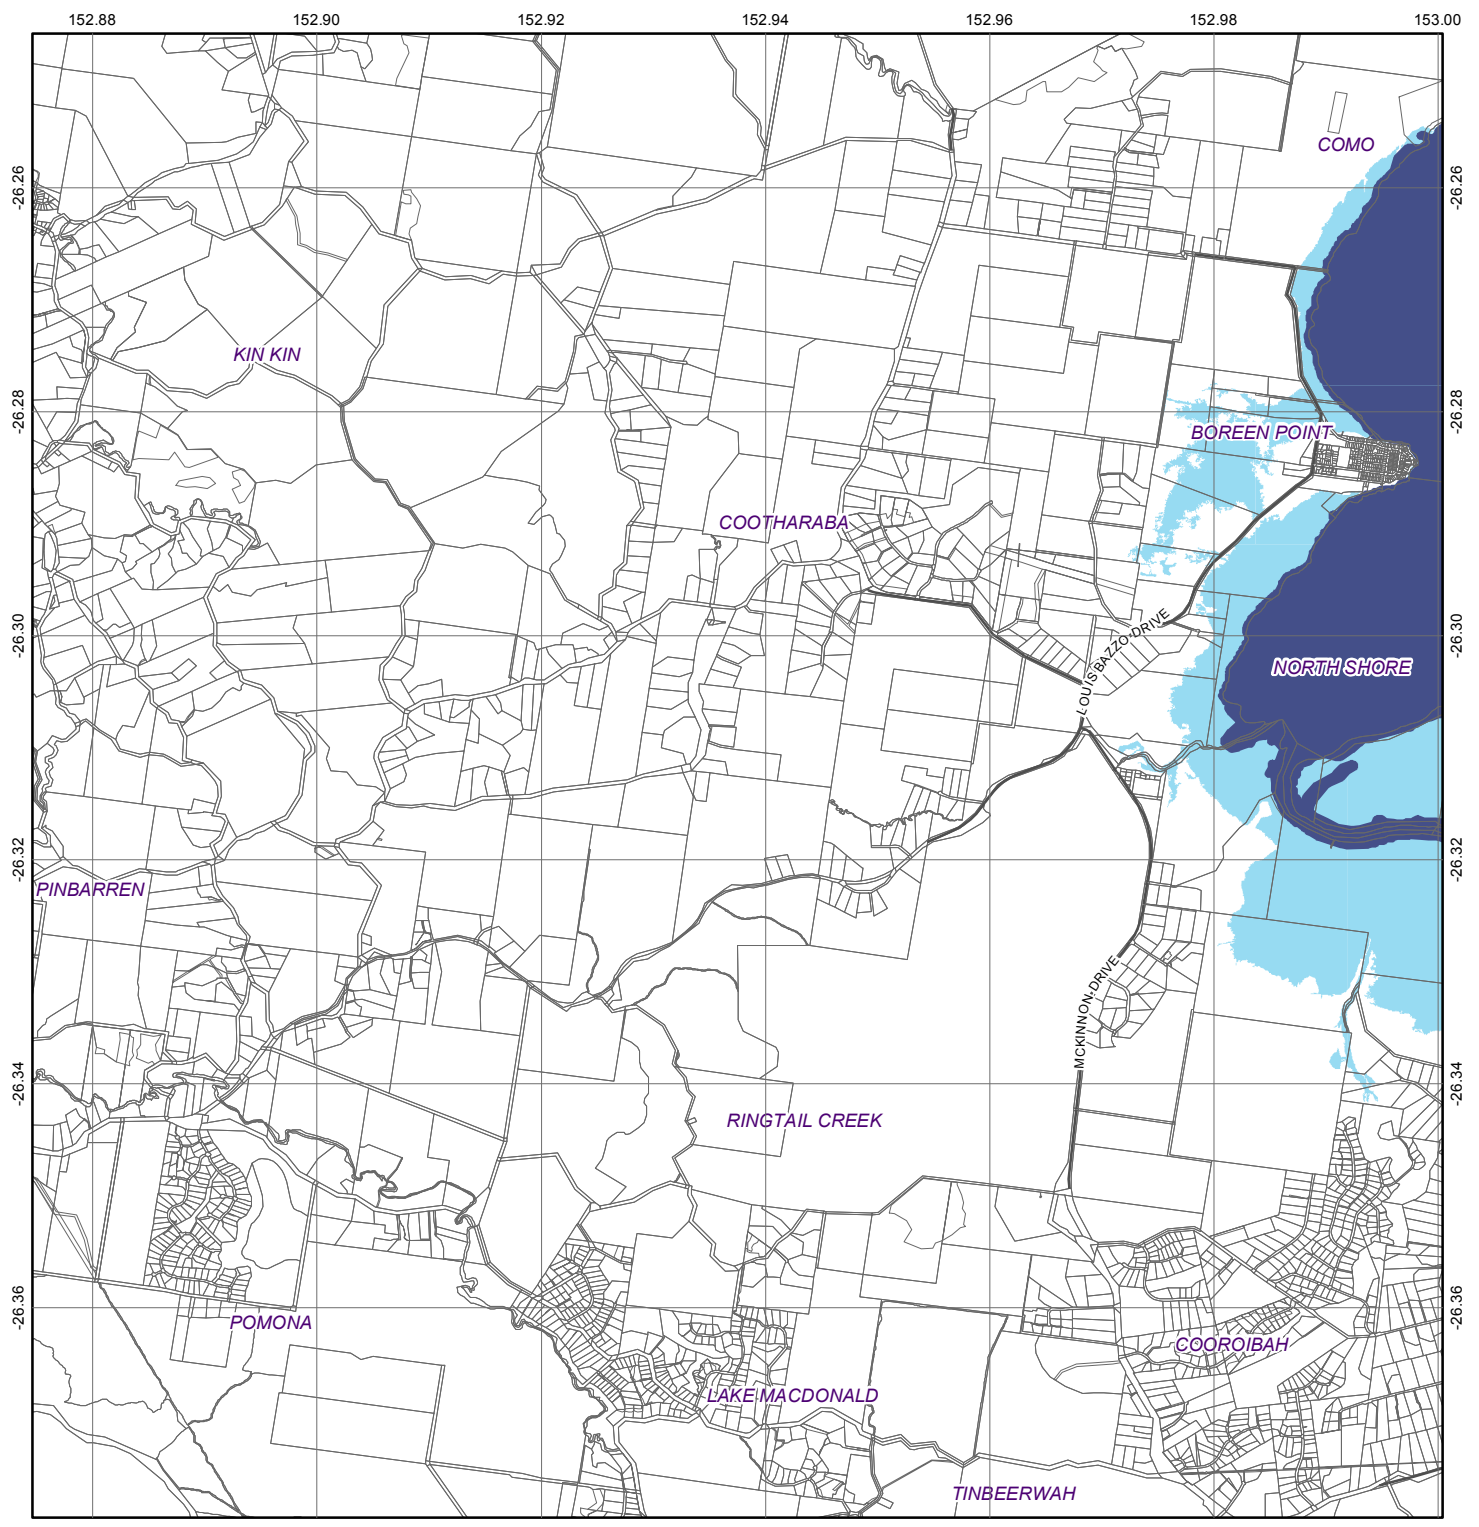 152.88 152.90 152.92 152.94 152.96 152.98 153.00
COMO
-26.26 -26.26
KIN KIN
-26.28 -26.28
BOREEN POINT
COOTHARABA
-26.30 -26.30
LOUIS BAZZO DRIVE
NORTH SHORE
-26.32 -26.32
PINBARREN
MCKINNON DRIVE
-26.34 -26.34
RINGTAIL CREEK
-26.36 -26.36
POMONA
COOROIBAH
LAKE MACDONALD
TINBEERWAH